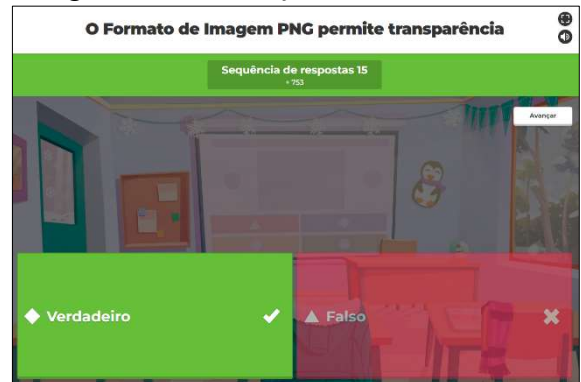 O Formato de Imagem PNG permite transparência
Sequência de respostas 15
+ 753
Avançar
Verdadeiro
Falso